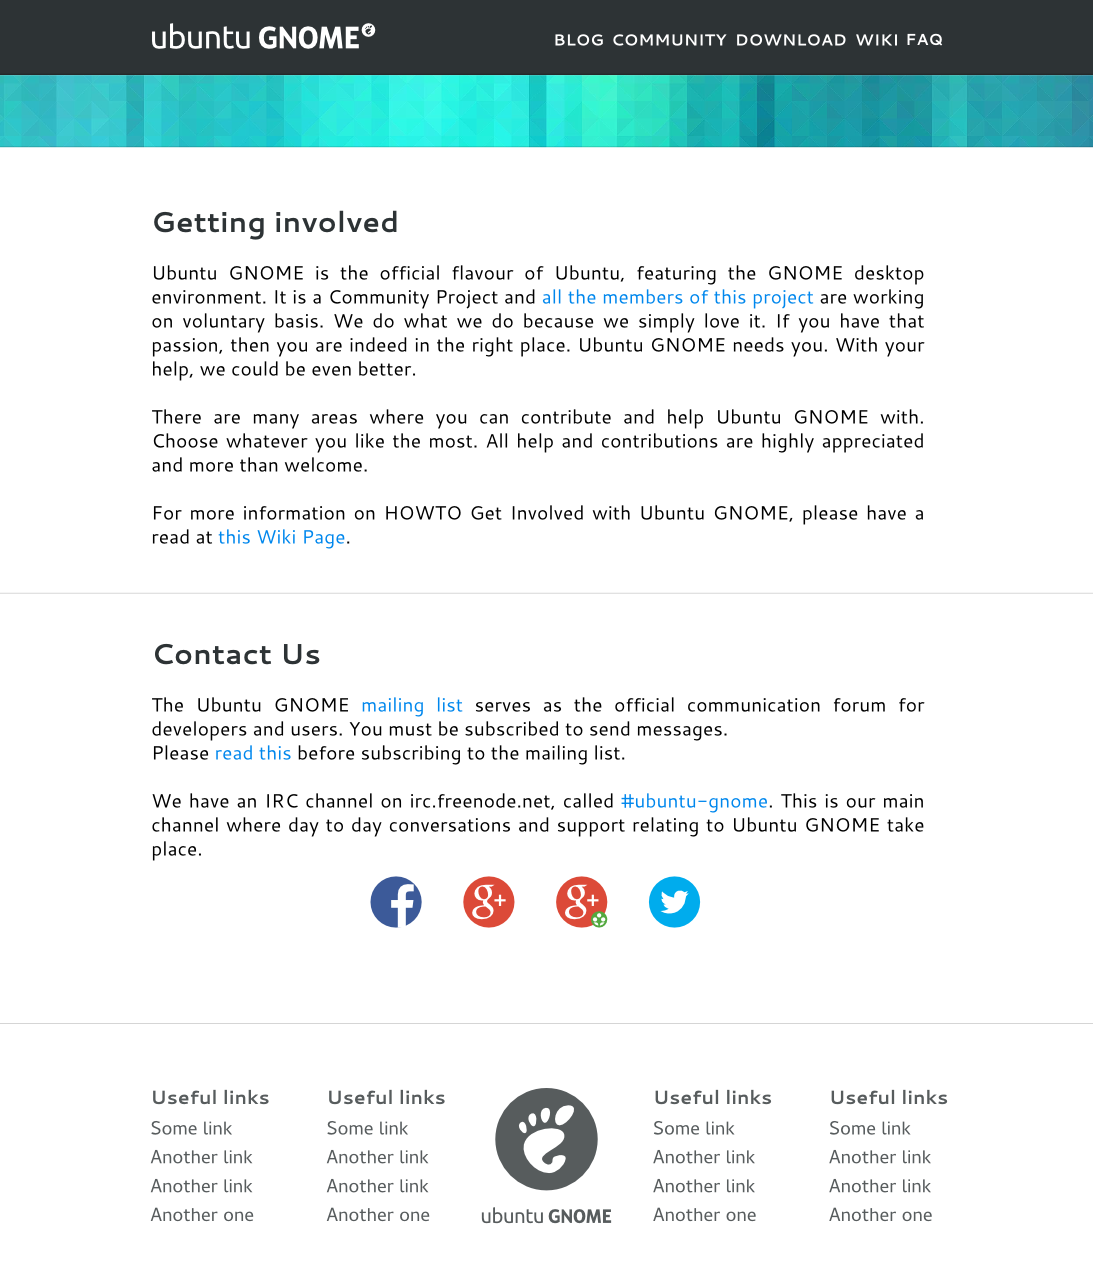 ubuntu GNOME
BLOG COMMUNITY DOWNLOAD WIKI FAQ
Getting involved
Ubuntu GNOME is the official flavour of Ubuntu, featuring the GNOME desktop
environment. It is a Community Project and all the members of this project are working
on voluntary basis. We do what we do because we simply love it. If you have that
passion, then you are indeed in the right place. Ubuntu GNOME needs you. With your
help, we could be even better.
There are many areas where you can contribute and help Ubuntu GNOME with.
Choose whatever you like the most. All help and contributions are highly appreciated
and more than welcome.
For more information on HOWTO Get Involved with Ubuntu GNOME, please have a
read at this Wiki Page.
Contact Us
The Ubuntu GNOME mailing list serves as the official communication forum for
developers and users. You must be subscribed to send messages.
Please read this before subscribing to the mailing list.
We have an IRC channel on irc.freenode.net, called #ubuntu-gnome. This is our main
channel where day to day conversations and support relating to Ubuntu GNOME take
place.
f g+ g+
Useful links
Some link
Another link
Another link
Another one
Useful links
Some link
Another link
Another link
Another one
ubuntu GNOME
Useful links
Some link
Another link
Another link
Another one
Useful links
Some link
Another link
Another link
Another one